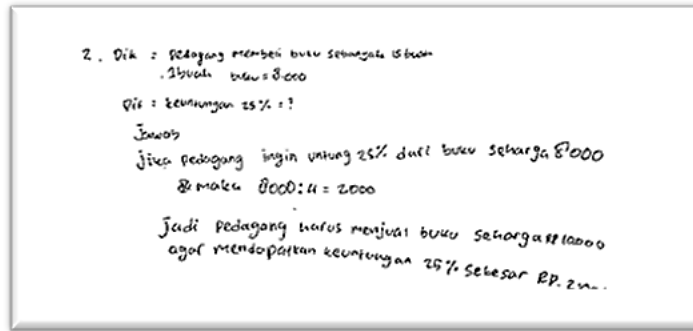 2. Dik : Pedagang membeli buku sebanyak 15 buah
. 1 buah buku = 8.000
Dit : keuntungan 25% = ?
Jawab
jika pedagang ingin untung 25% dari buku seharga 8'000
maka 8000 : 4 = 2000
jadi pedagang harus menjual buku seharga RP 10000
agar mendapatkan keuntungan 25% sebesar RP.